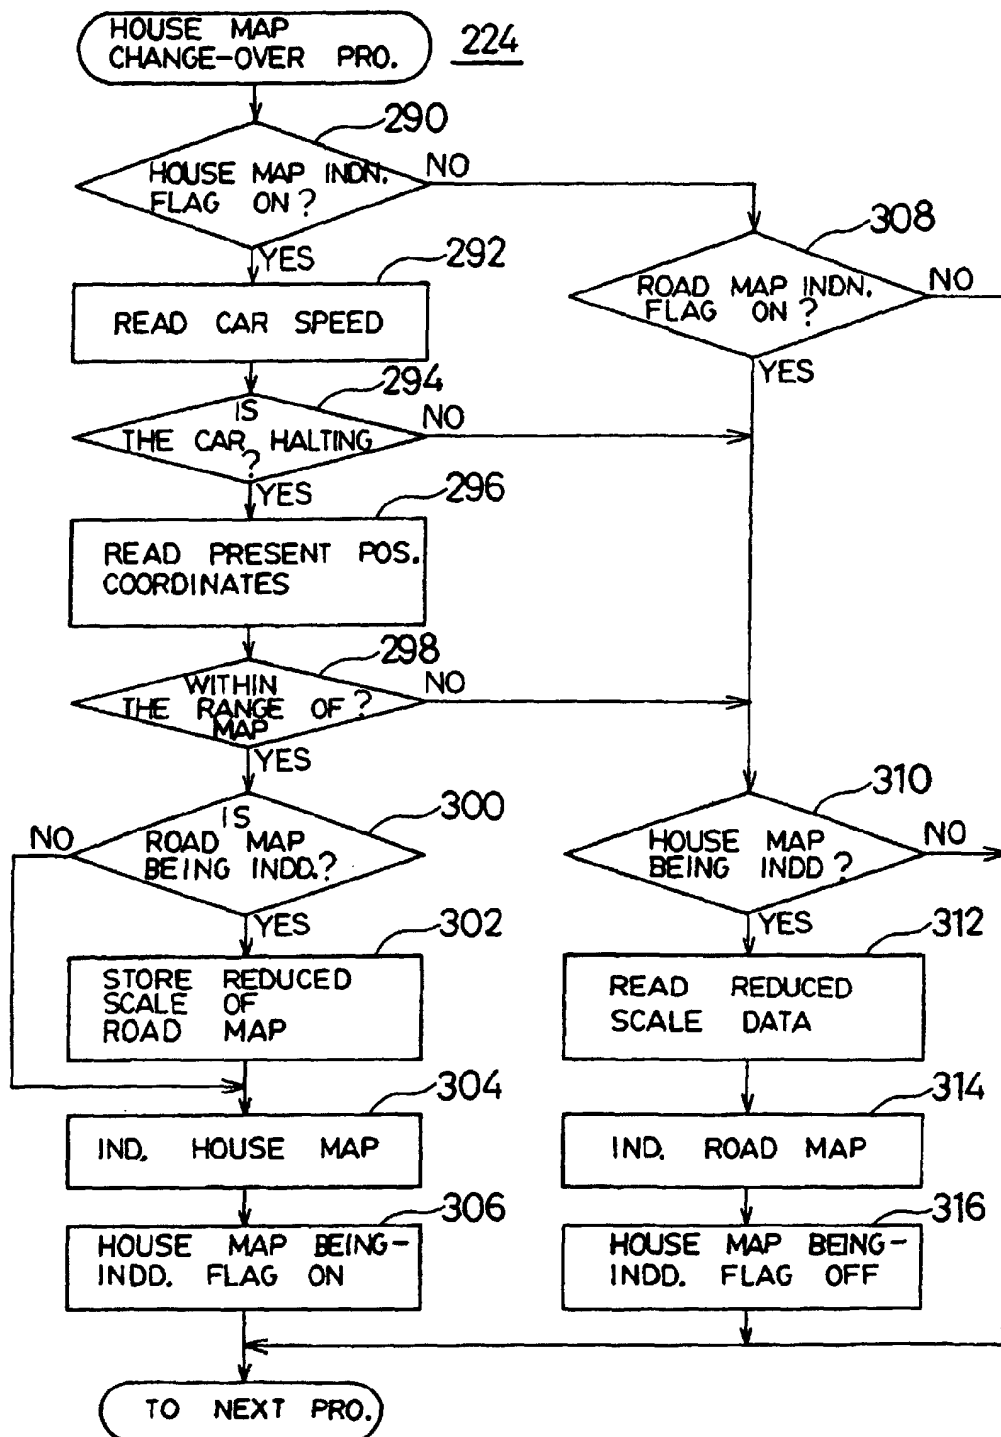 HOUSE MAP
CHANGE-OVER PRO.
224
290
HOUSE MAP INDN.
FLAG ON?
NO
YES
292
READ CAR SPEED
294
IS
THE CAR HALTING
?
NO
YES
296
READ PRESENT POS.
COORDINATES
298
WITHIN
THE RANGE OF?
MAP
NO
YES
300
IS
ROAD MAP
BEING INDD.?
NO
YES
302
STORE REDUCED
SCALE OF
ROAD MAP
304
IND. HOUSE MAP
306
HOUSE MAP BEING-
INDD. FLAG ON
308
ROAD MAP INDN.
FLAG ON?
NO
YES
310
HOUSE MAP
BEING INDD?
NO
YES
312
READ REDUCED
SCALE DATA
314
IND. ROAD MAP
316
HOUSE MAP BEING-
INDD. FLAG OFF
TO NEXT PRO.